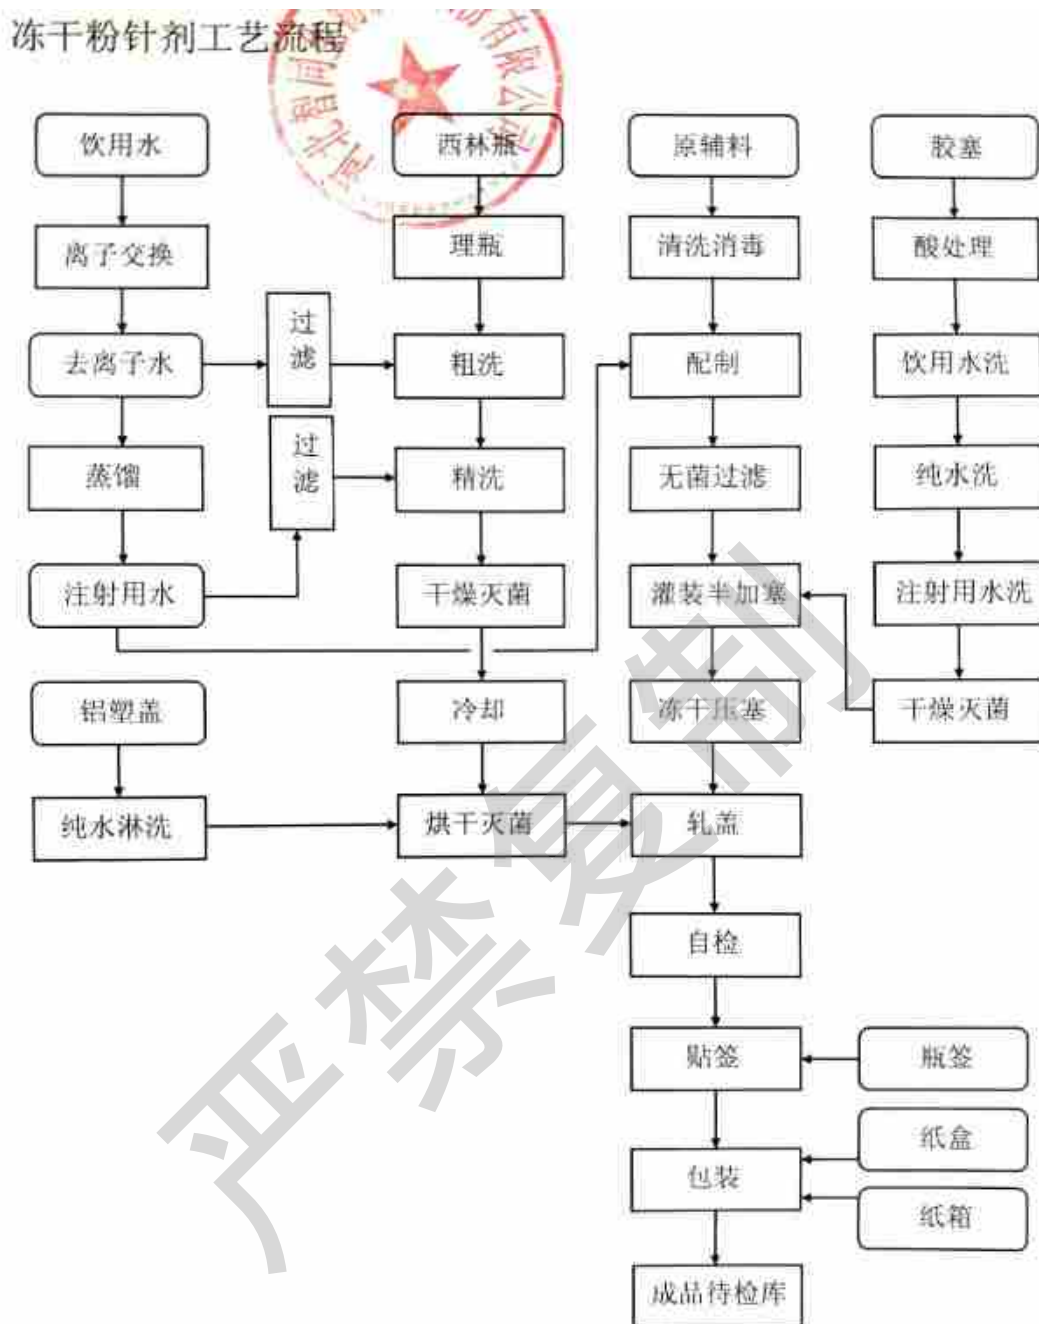 冻干粉针剂工艺流程
饮用水
西林瓶
原辅料
胶塞
离子交换
理瓶
清洗消毒
酸处理
过滤
去离子水
粗洗
配制
饮用水洗
过滤
蒸馏
精洗
无菌过滤
纯水洗
注射用水
干燥灭菌
灌装半加塞
注射用水洗
铝塑盖
冷却
冻干压塞
干燥灭菌
纯水淋洗
烘干灭菌
轧盖
自检
贴签
瓶签
纸盒
包装
纸箱
成品待检库
严禁复制